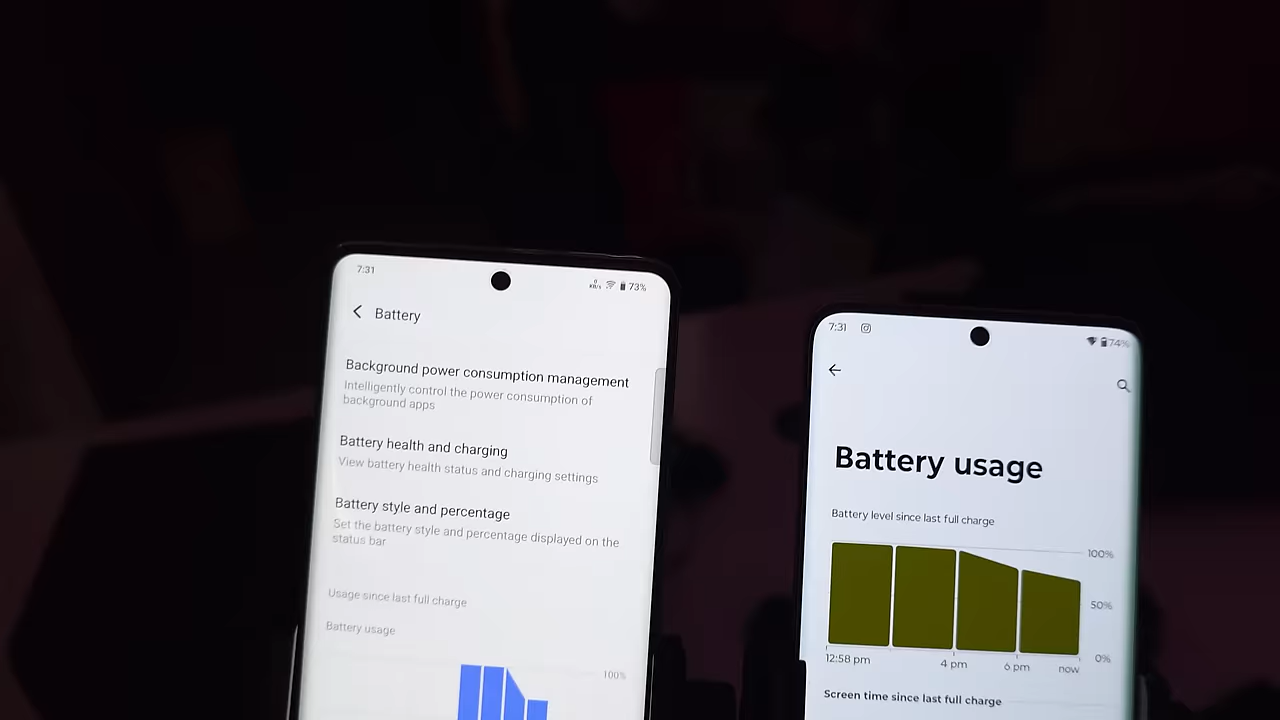 7:31
0 KB/s 73%
Battery
Background power consumption management
Intelligently control the power consumption of
background apps
Battery health and charging
View battery health status and charging settings
Battery style and percentage
Set the battery style and percentage displayed on the
status bar
Usage since last full charge
Battery usage
100%
7:31
74%
Battery usage
Battery level since last full charge
100%
50%
0%
12:58 pm
4 pm
6 pm
now
Screen time since last full charge